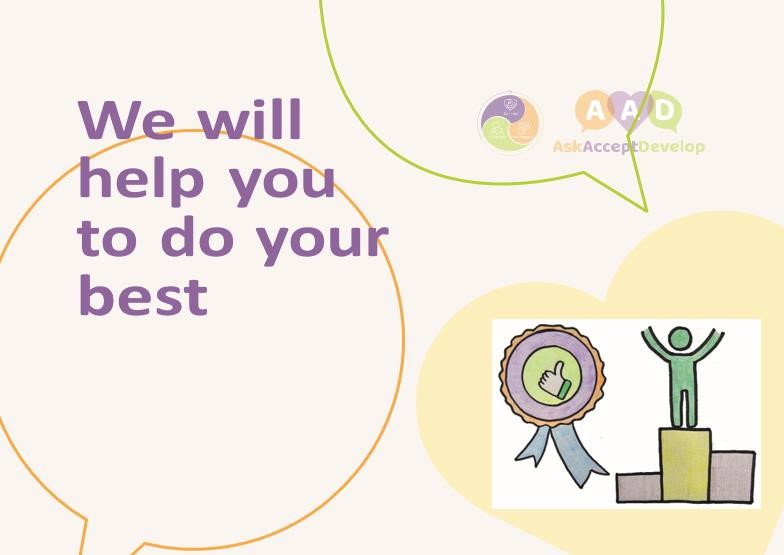 We will
help you
to do your
best
A A D
AskAcceptDevelop